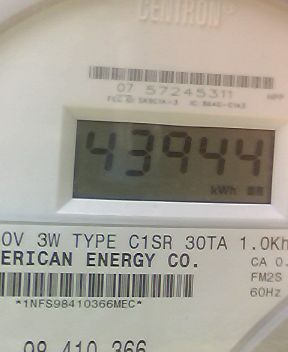 CENTRON®
07 57245311
43944
kWh
0V 3W TYPE C1SR 30TA 1.0Kh
ERICAN ENERGY CO.
CA 0.
FM2S
*1NFS98410366MEC*
60Hz
98 410 366